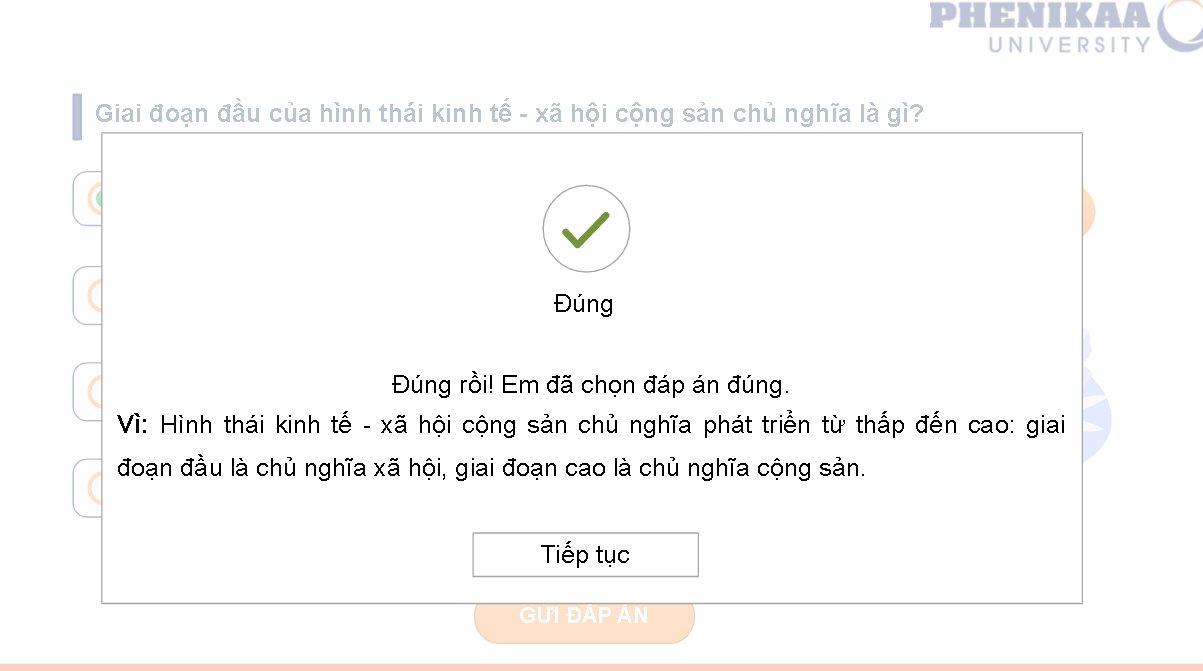 PHENIKAA
UNIVERSITY
Giai đoạn đầu của hình thái kinh tế - xã hội cộng sản chủ nghĩa là gì?
Đúng
Đúng rồi! Em đã chọn đáp án đúng.
Vì: Hình thái kinh tế - xã hội cộng sản chủ nghĩa phát triển từ thấp đến cao: giai
đoạn đầu là chủ nghĩa xã hội, giai đoạn cao là chủ nghĩa cộng sản.
Tiếp tục
GỬI ĐÁP ÁN